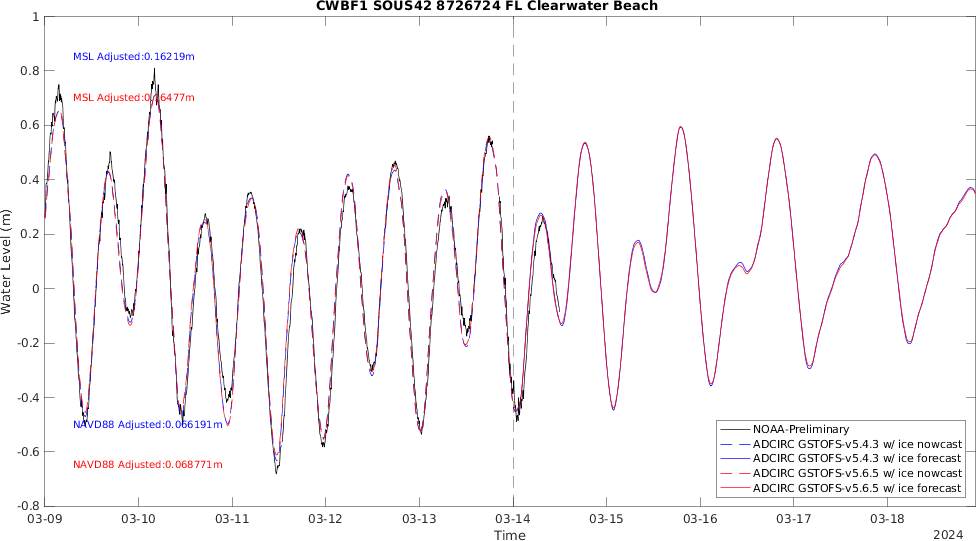 CWBF1 SOUS42 8726724 FL Clearwater Beach
1
0.8
0.6
0.4
0.2
0
-0.2
-0.4
-0.6
-0.8
Water Level (m)
MSL Adjusted:0.16219m
MSL Adjusted:0.16477m
NAVD88 Adjusted:0.066191m
NAVD88 Adjusted:0.068771m
NOAA-Preliminary
ADCIRC GSTOFS-v5.4.3 w/ ice nowcast
ADCIRC GSTOFS-v5.4.3 w/ ice forecast
ADCIRC GSTOFS-v5.6.5 w/ ice nowcast
ADCIRC GSTOFS-v5.6.5 w/ ice forecast
03-09 03-10 03-11 03-12 03-13 03-14 03-15 03-16 03-17 03-18
Time
2024